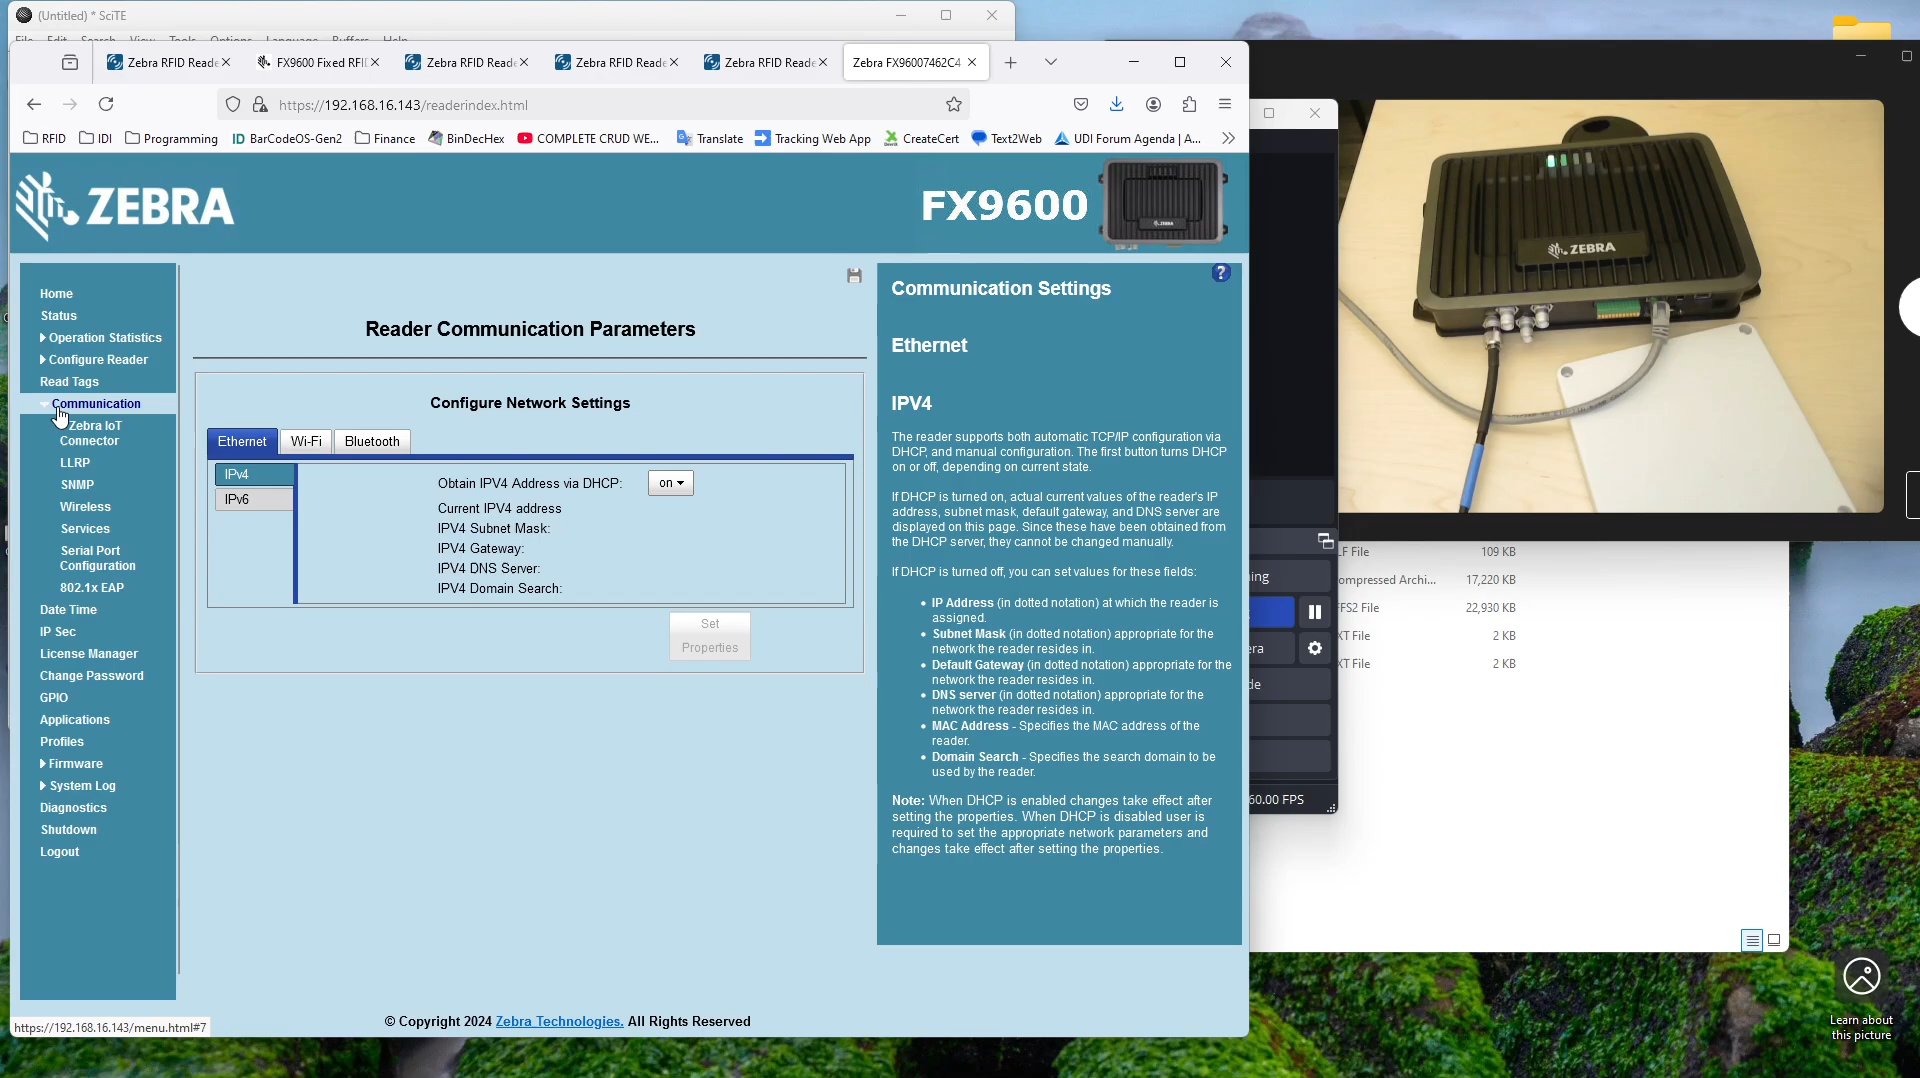 (Untitled) * SciTE
File Edit Search View Tools Options Language Buffers Help
Zebra RFID Reade
FX9600 Fixed RFI
Zebra RFID Reade
Zebra RFID Reade
Zebra RFID Reade
Zebra FX96007462C4
https://192.168.16.143/readerindex.html
RFID
IDI
Programming
BarCodeOS-Gen2
Finance
BinDecHex
COMPLETE CRUD WE...
Translate
Tracking Web App
CreateCert
Text2Web
UDI Forum Agenda | A...
ZEBRA
FX9600
Home
Status
Operation Statistics
Configure Reader
Read Tags
Communication
Zebra IoT
Connector
LLRP
SNMP
Wireless
Services
Serial Port
Configuration
802.1x EAP
Date Time
IP Sec
License Manager
Change Password
GPIO
Applications
Profiles
Firmware
System Log
Diagnostics
Shutdown
Logout
Reader Communication Parameters
Configure Network Settings
Ethernet
Wi-Fi
Bluetooth
IPv4
IPv6
Obtain IPV4 Address via DHCP: on
Current IPV4 address
IPV4 Subnet Mask:
IPV4 Gateway:
IPV4 DNS Server:
IPV4 Domain Search:
Set
Properties
?
Communication Settings
Ethernet
IPV4
The reader supports both automatic TCP/IP configuration via
DHCP, and manual configuration. The first button turns DHCP
on or off, depending on current state.
If DHCP is turned on, actual current values of the reader's IP
address, subnet mask, default gateway, and DNS server are
displayed on this page. Since these have been obtained from
the DHCP server, they cannot be changed manually.
If DHCP is turned off, you can set values for these fields:
• IP Address (in dotted notation) at which the reader is
assigned.
• Subnet Mask (in dotted notation) appropriate for the
network the reader resides in.
• Default Gateway (in dotted notation) appropriate for the
network the reader resides in.
• DNS server (in dotted notation) appropriate for the
network the reader resides in.
• MAC Address - Specifies the MAC address of the
reader.
• Domain Search - Specifies the search domain to be
used by the reader.
Note: When DHCP is enabled changes take effect after
setting the properties. When DHCP is disabled user is
required to set the appropriate network parameters and
changes take effect after setting the properties.
© Copyright 2024 Zebra Technologies. All Rights Reserved
https://192.168.16.143/menu.html#7
ZEBRA
LF File 109 KB
ompressed Archi... 17,220 KB
FS2 File 22,930 KB
XT File 2 KB
XT File 2 KB
ing
era
de
60.00 FPS
Learn about
this picture